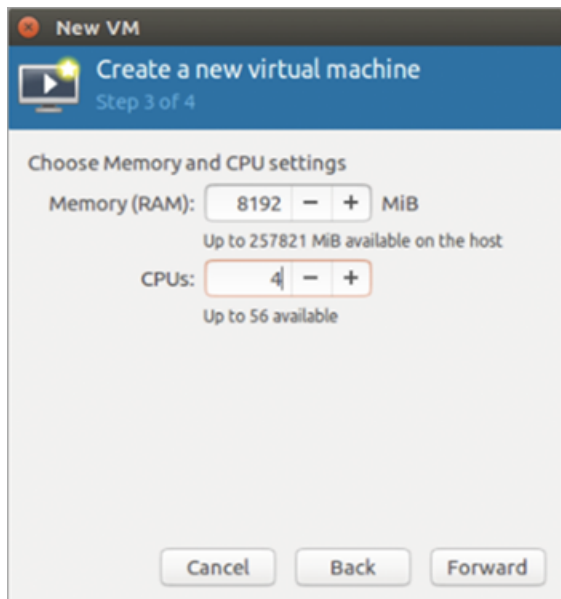 New VM
Create a new virtual machine
Step 3 of 4
Choose Memory and CPU settings
Memory (RAM): 8192 − + MiB
Up to 257821 MiB available on the host
CPUs: 4 − +
Up to 56 available
Cancel Back Forward